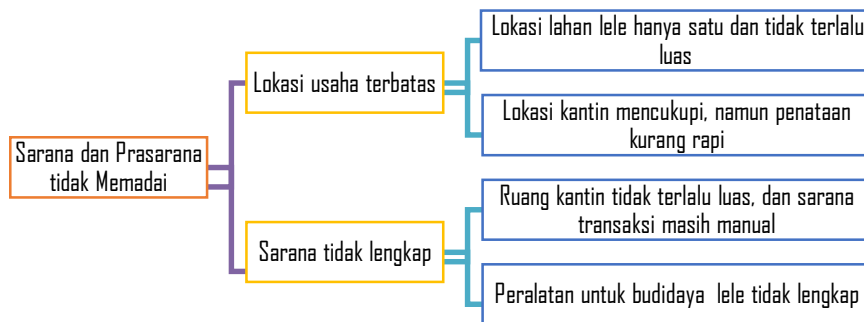 Sarana dan Prasarana
tidak Memadai
Lokasi usaha terbatas
Lokasi lahan lele hanya satu dan tidak terlalu
luas
Lokasi kantin mencukupi, namun penataan
kurang rapi
Sarana tidak lengkap
Ruang kantin tidak terlalu luas, dan sarana
transaksi masih manual
Peralatan untuk budidaya lele tidak lengkap